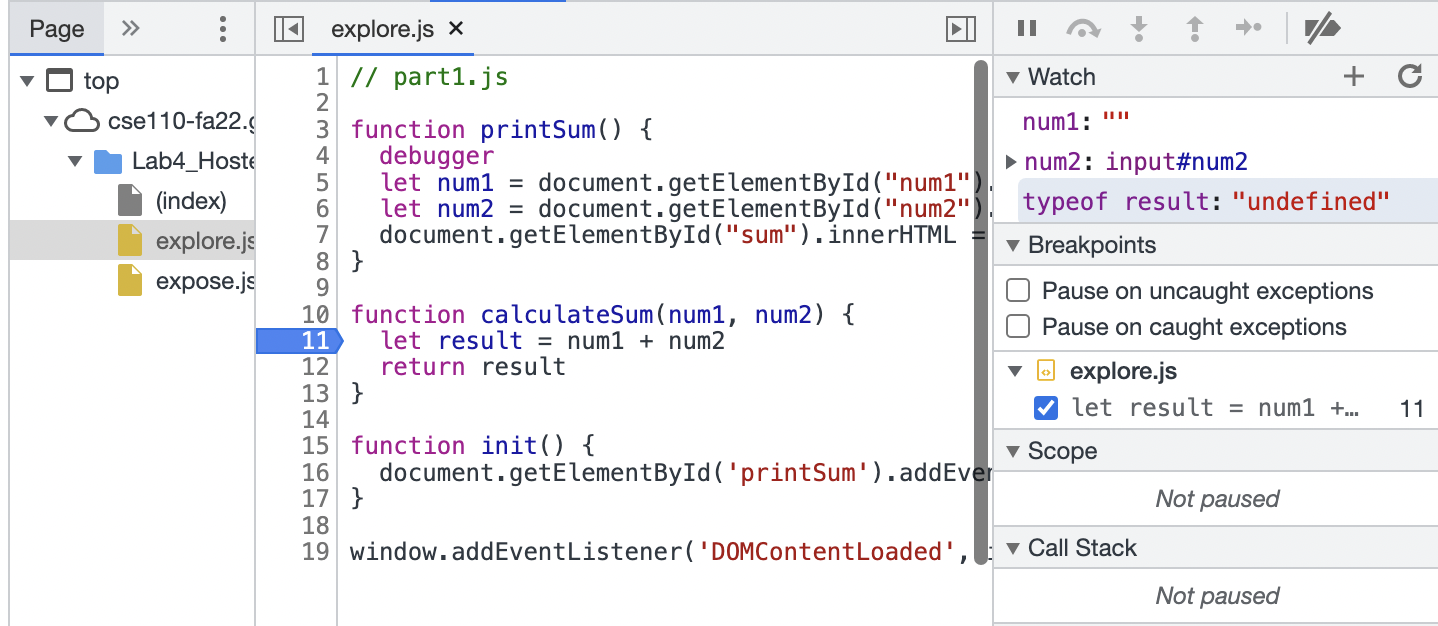 Page
explore.js
top
cse110-fa22.g
Lab4_Hoste
(index)
explore.js
expose.js
1 // part1.js
2
3 function printSum() {
4 debugger
5 let num1 = document.getElementById("num1").
6 let num2 = document.getElementById("num2").
7 document.getElementById("sum").innerHTML =
8 }
9
10 function calculateSum(num1, num2) {
11 let result = num1 + num2
12 return result
13 }
14
15 function init() {
16 document.getElementById('printSum').addEven
17 }
18
19 window.addEventListener('DOMContentLoaded',
Watch
num1: ""
num2: input#num2
typeof result: "undefined"
Breakpoints
Pause on uncaught exceptions
Pause on caught exceptions
explore.js
let result = num1 +… 11
Scope
Not paused
Call Stack
Not paused